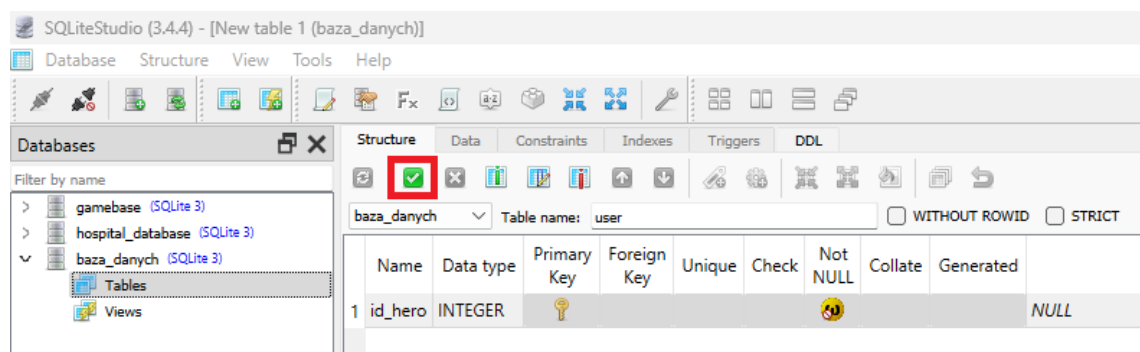 SQLiteStudio (3.4.4) - [New table 1 (baza_danych)]
Database Structure View Tools Help
Databases
Filter by name
gamebase (SQLite 3)
hospital_database (SQLite 3)
baza_danych (SQLite 3)
Tables
Views
Structure Data Constraints Indexes Triggers DDL
baza_danych Table name: user WITHOUT ROWID STRICT
Name Data type Primary Key Foreign Key Unique Check Not NULL Collate Generated
1 id_hero INTEGER NULL